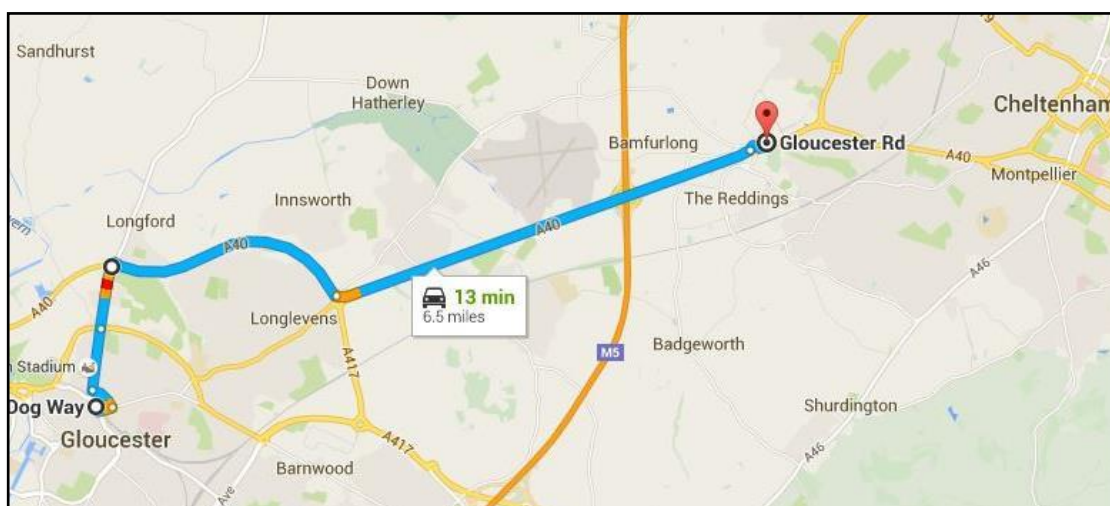 Sandhurst
Down
Hatherley
Cheltenham
Bamfurlong
Gloucester Rd
A40
Montpellier
Innsworth
The Reddings
Longford
A40
A40
A46
A40
13 min
6.5 miles
Longlevens
A417
M5
Badgeworth
Stadium
Dog Way
Shurdington
Gloucester
A417
A46
Barnwood
Ave